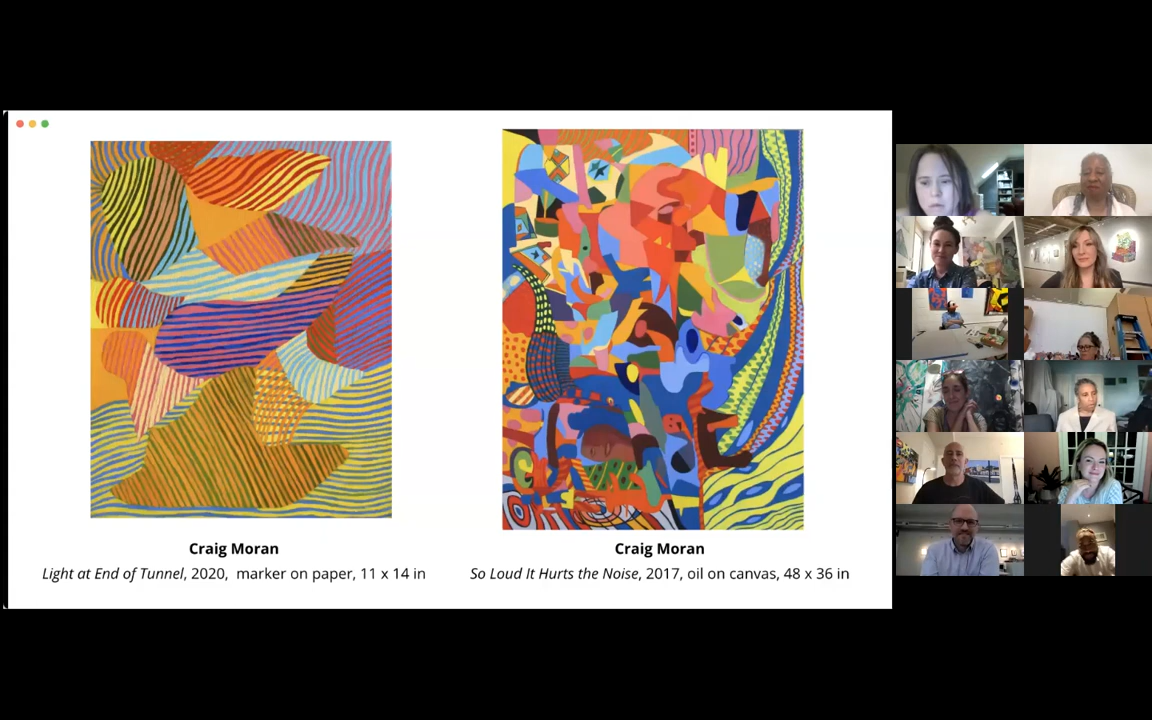 Craig Moran
Light at End of Tunnel, 2020, marker on paper, 11 x 14 in
Craig Moran
So Loud It Hurts the Noise, 2017, oil on canvas, 48 x 36 in